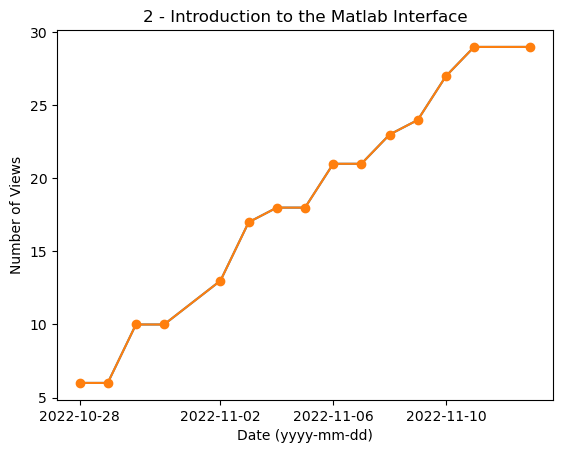 2 - Introduction to the Matlab Interface
30
25
20
15
10
5
Number of Views
2022-10-28 2022-11-02 2022-11-06 2022-11-10
Date (yyyy-mm-dd)